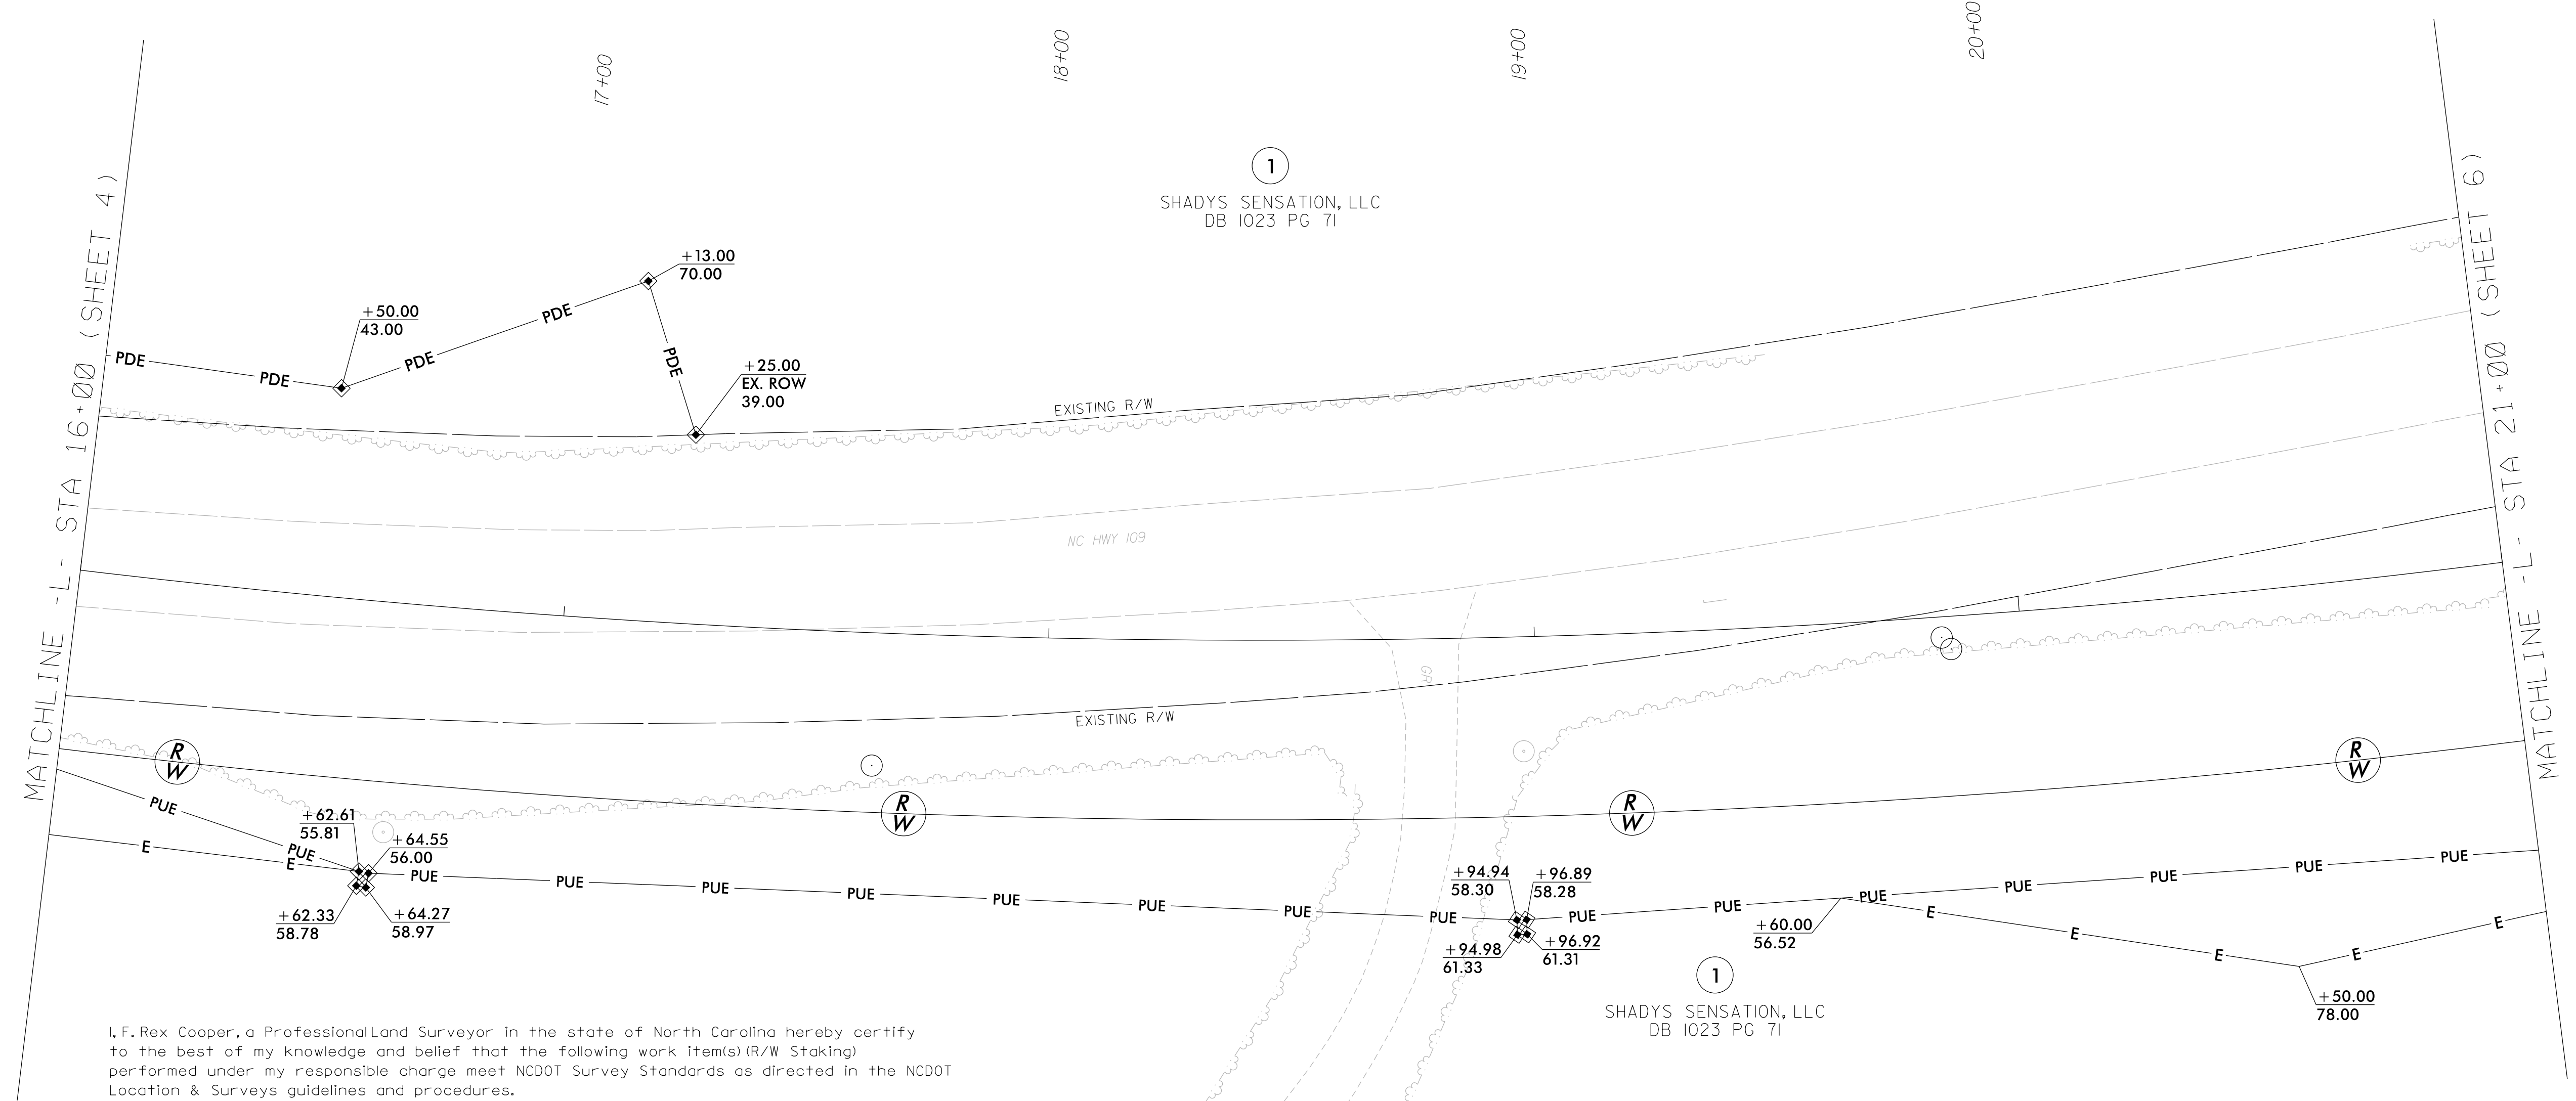 17+00
18+00
19+00
20+00
MATCHLINE -L- STA 16+00 (SHEET 4)
MATCHLINE -L- STA 21+00 (SHEET 6)
1
SHADYS SENSATION, LLC
DB 1023 PG 71
+13.00
70.00
+50.00
43.00
PDE
PDE
PDE
PDE
PDE
+25.00
EX. ROW
39.00
EXISTING R/W
NC HWY 109
GR
EXISTING R/W
R
W
R
W
R
W
R
W
PUE
PUE
E
E
+62.61
55.81
+64.55
56.00
+62.33
58.78
+64.27
58.97
PUE
PUE
PUE
PUE
PUE
PUE
PUE
PUE
+94.94
58.30
+96.89
58.28
+94.98
61.33
+96.92
61.31
PUE
PUE
PUE
PUE
PUE
PUE
PUE
+60.00
56.52
E
E
E
E
E
+50.00
78.00
1
SHADYS SENSATION, LLC
DB 1023 PG 71
I, F. Rex Cooper, a Professional Land Surveyor in the state of North Carolina hereby certify
to the best of my knowledge and belief that the following work item(s) (R/W Staking)
performed under my responsible charge meet NCDOT Survey Standards as directed in the NCDOT
Location & Surveys guidelines and procedures.